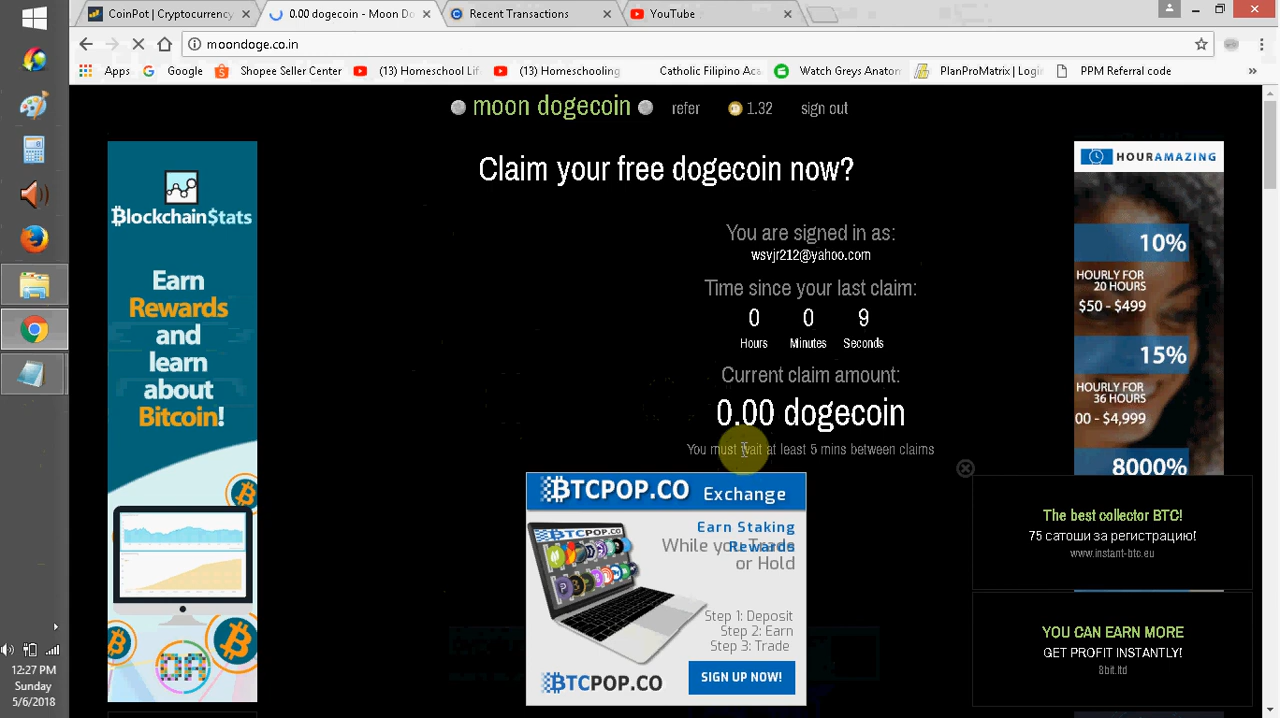 CoinPot | Cryptocurrency
0.00 dogecoin - Moon Do
Recent Transactions
YouTube
moondoge.co.in
Apps
Google
Shopee Seller Center
(13) Homeschool Lif
(13) Homeschooling
Catholic Filipino Aca
Watch Greys Anaton
PlanProMatrix | Login
PPM Referral code
»
moon dogecoin
refer
1.32
sign out
Claim your free dogecoin now?
You are signed in as:
wsvjr212@yahoo.com
Time since your last claim:
0 0 9
Hours Minutes Seconds
Current claim amount:
0.00 dogecoin
You must wait at least 5 mins between claims
Blockchain$tats
Earn
Rewards
and
learn
about
Bitcoin!
BTCPOP.CO Exchange
BTCPOP.CO
Earn Staking
Rewards
While you Trade
or Hold
Step 1: Deposit
Step 2: Earn
Step 3: Trade
BTCPOP.CO
SIGN UP NOW!
HOURAMAZING
10%
HOURLY FOR
20 HOURS
$50 - $499
15%
HOURLY FOR
36 HOURS
00 - $4,999
8000%
The best collector BTC!
75 сатоши за регистрацию!
www.instant-btc.eu
YOU CAN EARN MORE
GET PROFIT INSTANTLY!
8bit.ltd
12:27 PM
Sunday
5/6/2018